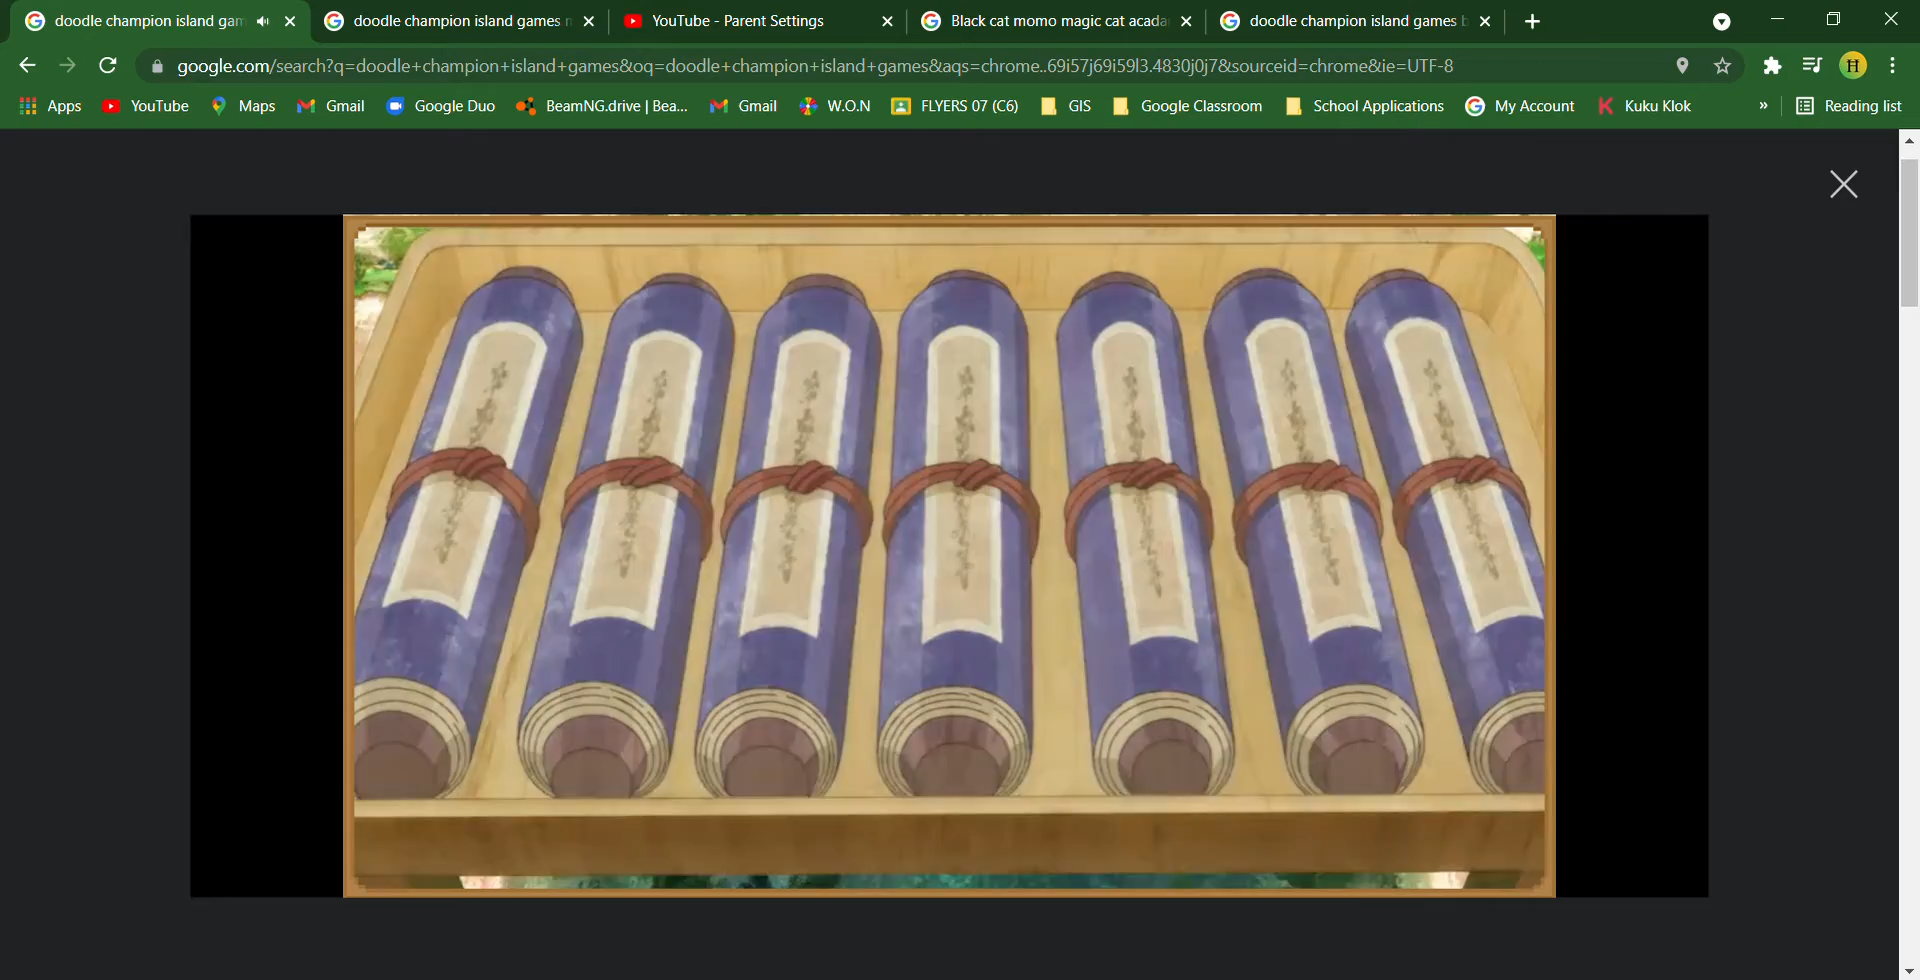 doodle champion island gam
doodle champion island games
YouTube - Parent Settings
Black cat momo magic cat acada
doodle champion island games b
google.com/search?q=doodle+champion+island+games&oq=doodle+champion+island+games&aqs=chrome..69i57j69i59l3.4830j0j7&sourceid=chrome&ie=UTF-8
H
Apps
YouTube
Maps
Gmail
Google Duo
BeamNG.drive | Bea...
Gmail
W.O.N
FLYERS 07 (C6)
GIS
Google Classroom
School Applications
My Account
Kuku Klok
»
Reading list